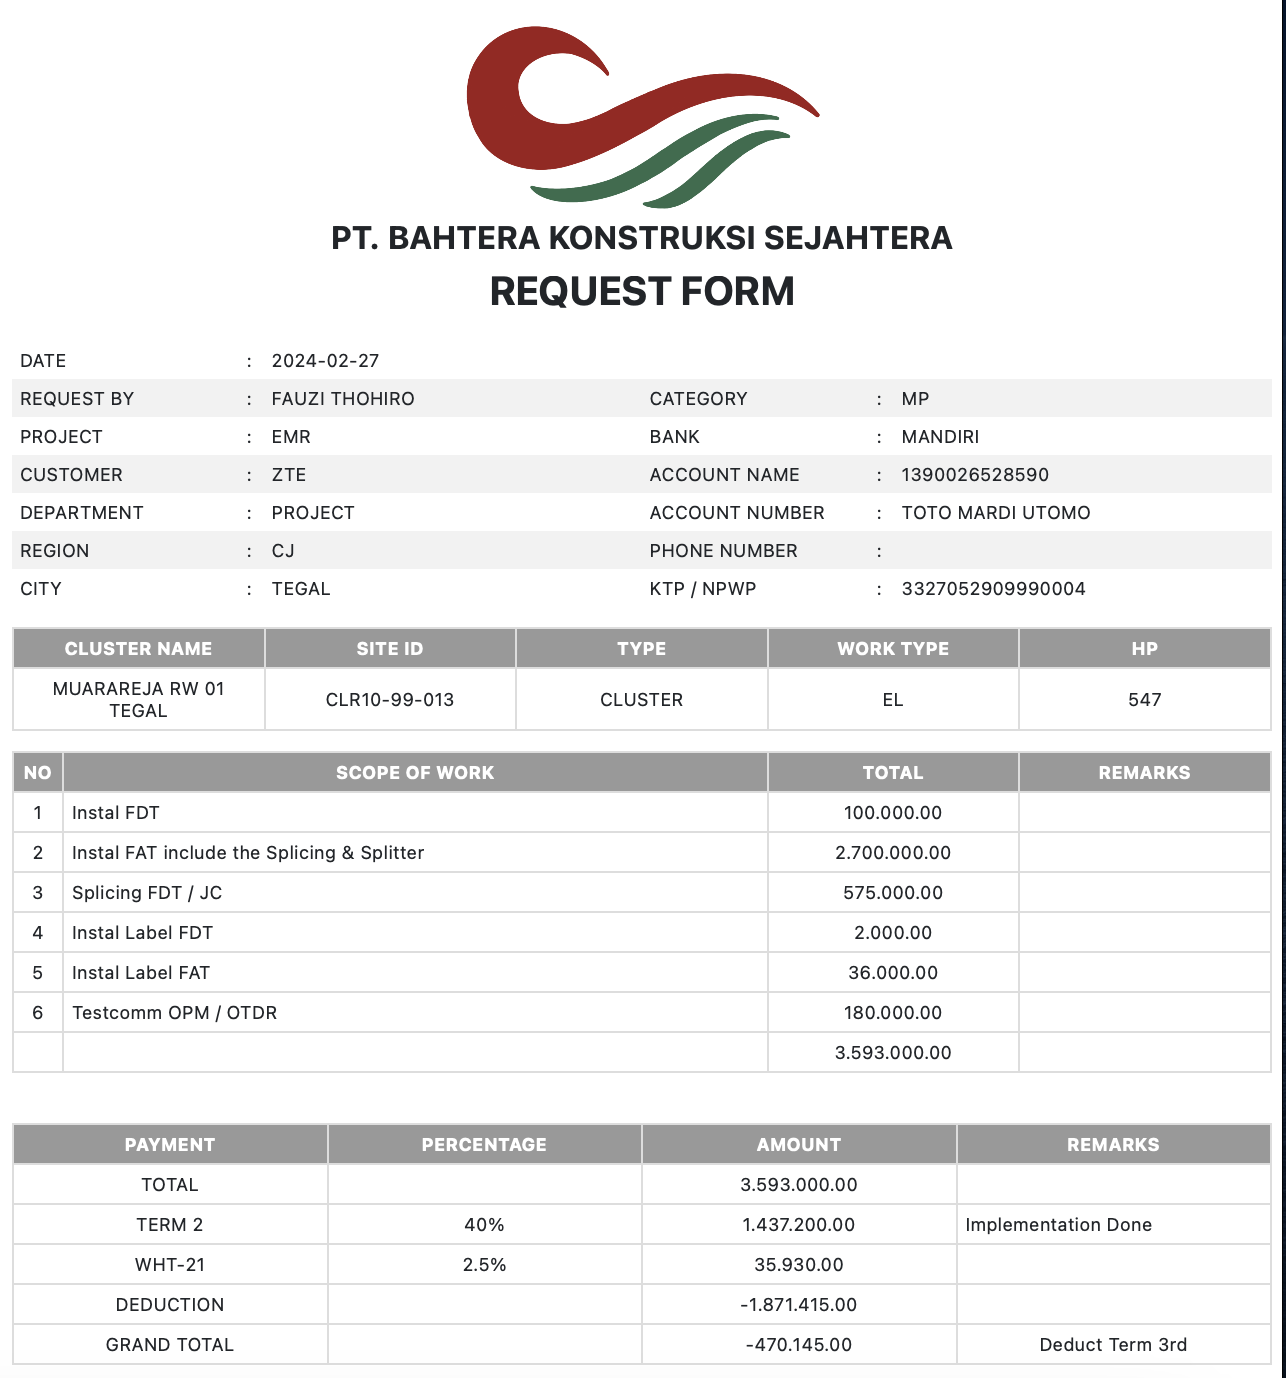 PT. BAHTERA KONSTRUKSI SEJAHTERA
REQUEST FORM
DATE : 2024-02-27
REQUEST BY : FAUZI THOHIRO CATEGORY : MP
PROJECT : EMR BANK : MANDIRI
CUSTOMER : ZTE ACCOUNT NAME : 1390026528590
DEPARTMENT : PROJECT ACCOUNT NUMBER : TOTO MARDI UTOMO
REGION : CJ PHONE NUMBER :
CITY : TEGAL KTP / NPWP : 3327052909990004
CLUSTER NAME SITE ID TYPE WORK TYPE HP
MUARAREJA RW 01
TEGAL CLR10-99-013 CLUSTER EL 547
NO SCOPE OF WORK TOTAL REMARKS
1 Instal FDT 100.000.00
2 Instal FAT include the Splicing & Splitter 2.700.000.00
3 Splicing FDT / JC 575.000.00
4 Instal Label FDT 2.000.00
5 Instal Label FAT 36.000.00
6 Testcomm OPM / OTDR 180.000.00
3.593.000.00
PAYMENT PERCENTAGE AMOUNT REMARKS
TOTAL 3.593.000.00
TERM 2 40% 1.437.200.00 Implementation Done
WHT-21 2.5% 35.930.00
DEDUCTION -1.871.415.00
GRAND TOTAL -470.145.00 Deduct Term 3rd